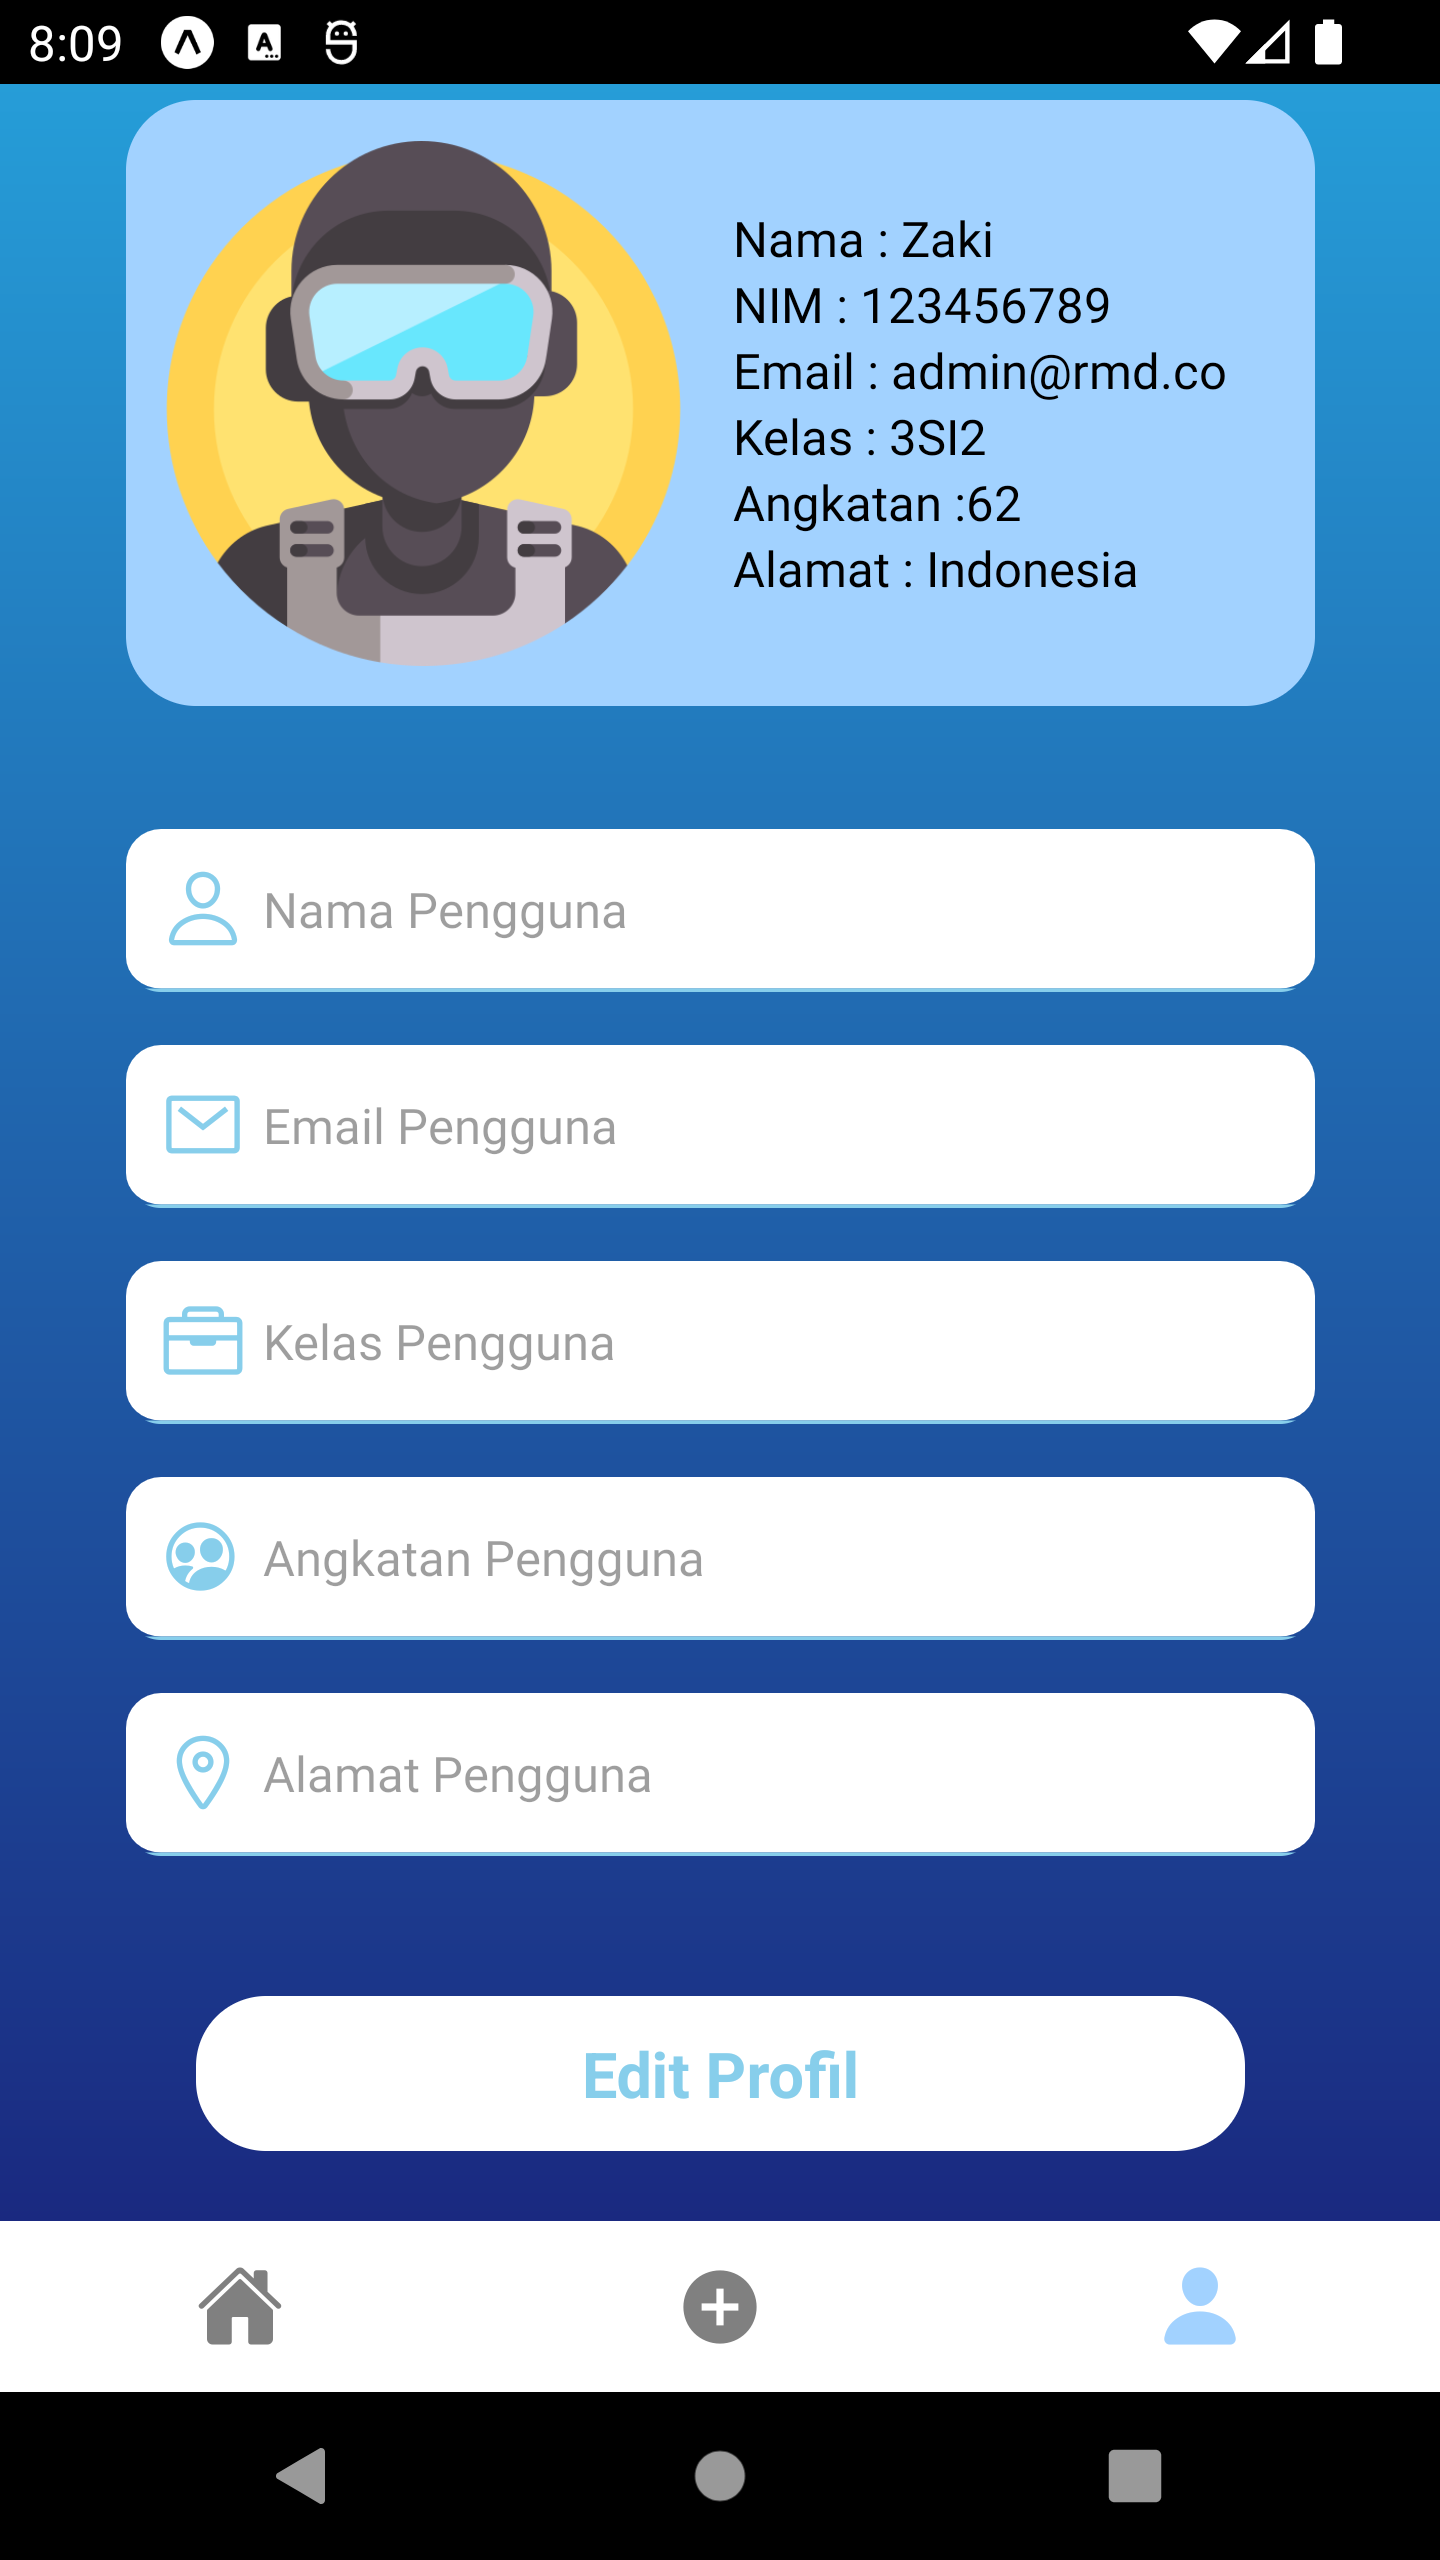 8:09
Nama : Zaki
NIM : 123456789
Email : admin@rmd.co
Kelas : 3SI2
Angkatan :62
Alamat : Indonesia
Nama Pengguna
Email Pengguna
Kelas Pengguna
Angkatan Pengguna
Alamat Pengguna
Edit Profil